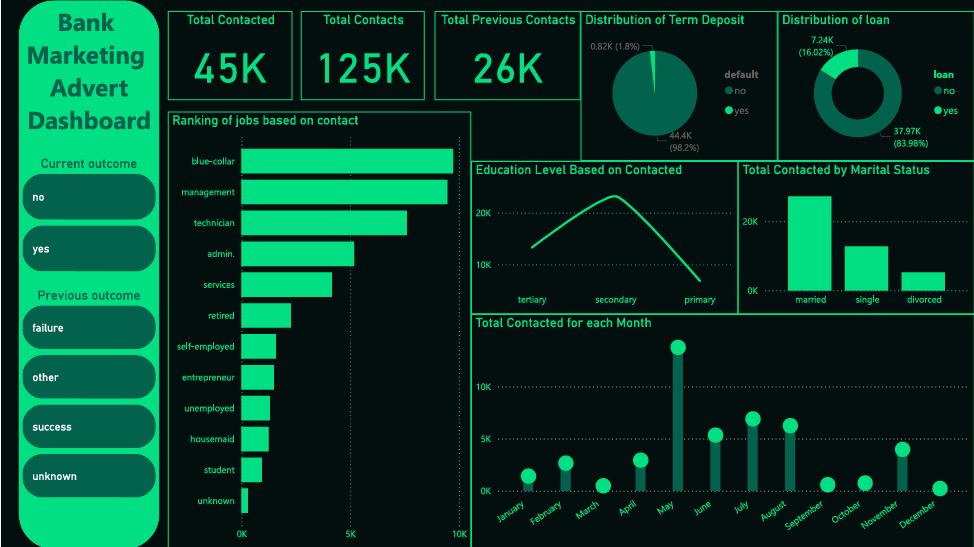 Bank
Marketing
Advert
Dashboard
Current outcome
no
yes
Previous outcome
failure
other
success
unknown
Total Contacted
45K
Total Contacts
125K
Total Previous Contacts
26K
Distribution of Term Deposit
0.82K (1.8%)
44.4K
(98.2%)
default
no
yes
Distribution of loan
7.24K
(16.02%)
37.97K
(83.98%)
loan
no
yes
Ranking of jobs based on contact
blue-collar
management
technician
admin.
services
retired
self-employed
entrepreneur
unemployed
housemaid
student
unknown
0K
5K
10K
Education Level Based on Contacted
20K
10K
tertiary
secondary
primary
Total Contacted by Marital Status
20K
0K
married
single
divorced
Total Contacted for each Month
10K
5K
0K
January
February
March
April
May
June
July
August
September
October
November
December